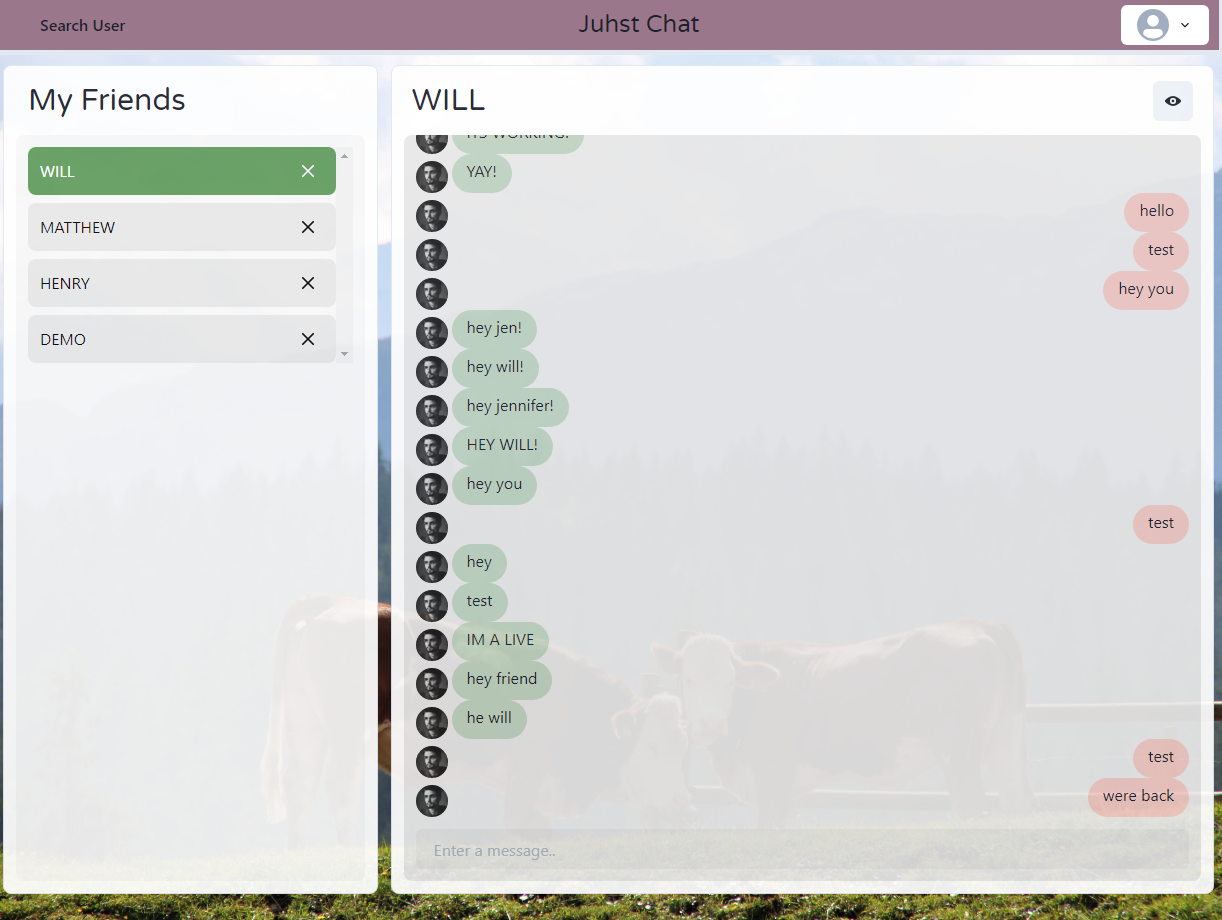 Search User
Juhst Chat
My Friends
WILL
MATTHEW
HENRY
DEMO
WILL
ITS WORKING!
YAY!
hello
test
hey you
hey jen!
hey will!
hey jennifer!
HEY WILL!
hey you
test
hey
test
IM A LIVE
hey friend
he will
test
were back
Enter a message..